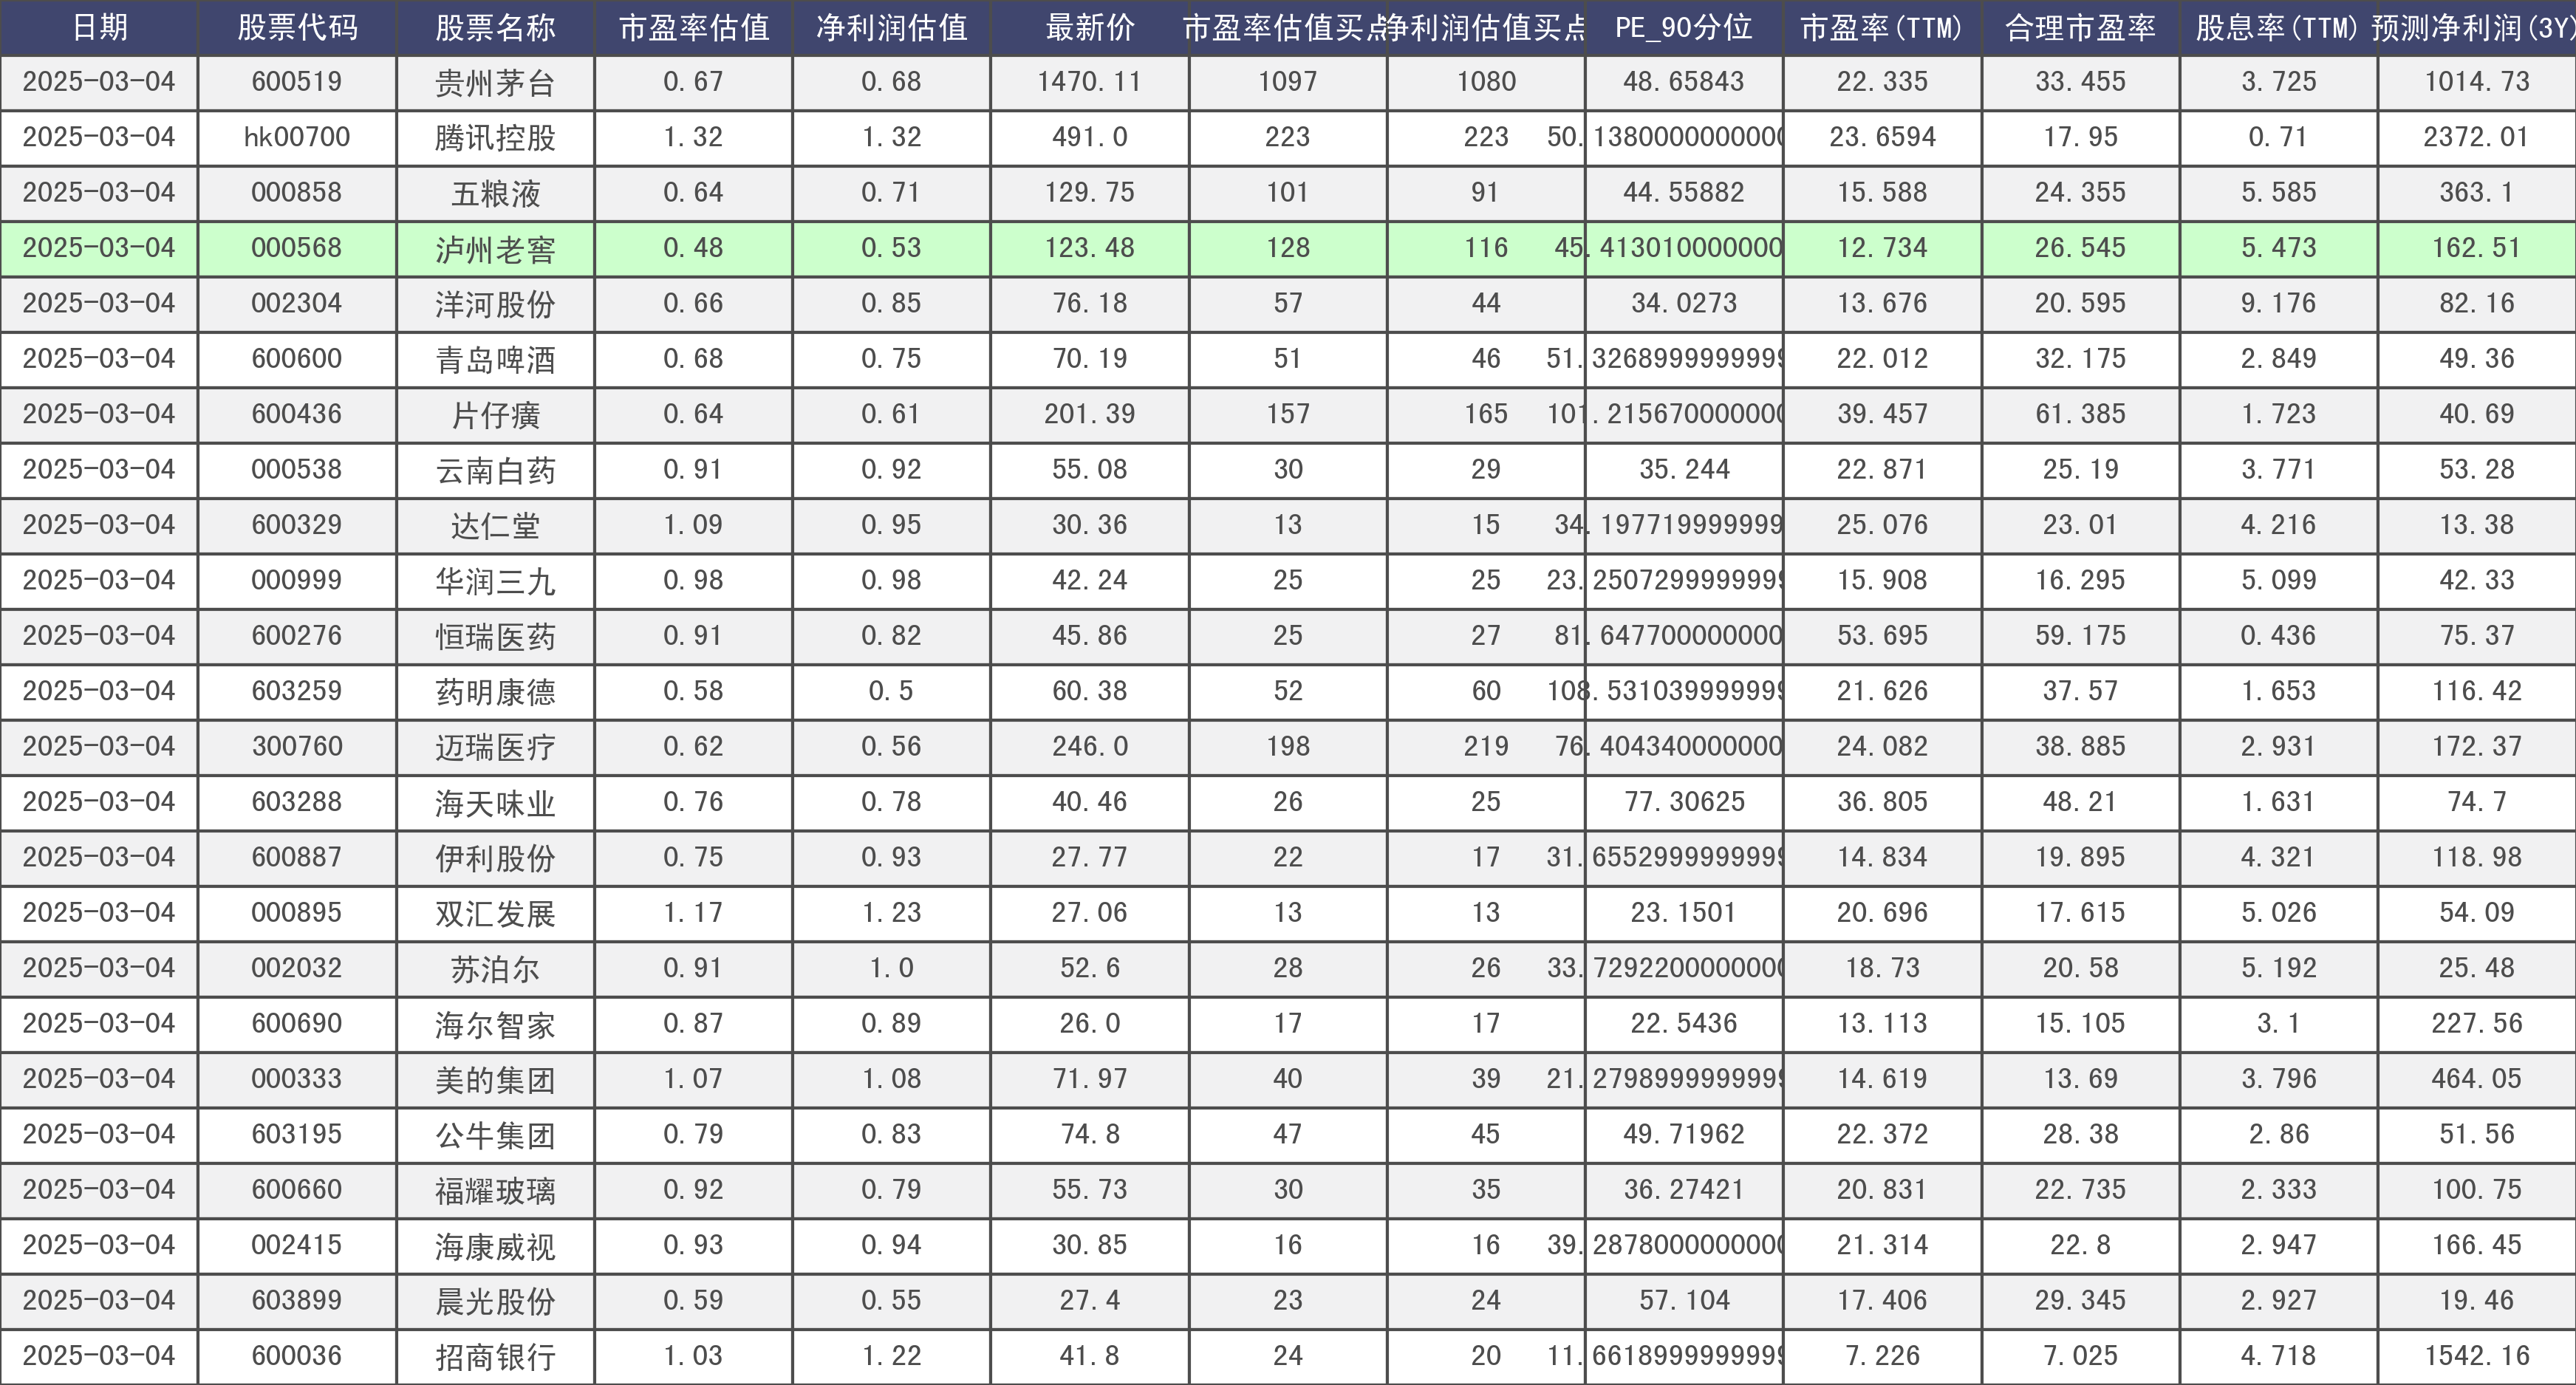 日期 股票代码 股票名称 市盈率估值 净利润估值 最新价 市盈率估值买点 净利润估值买点 PE_90分位 市盈率(TTM) 合理市盈率 股息率(TTM) 预测净利润(3Y)
2025-03-04 600519 贵州茅台 0.67 0.68 1470.11 1097 1080 48.65843 22.335 33.455 3.725 1014.73
2025-03-04 hk00700 腾讯控股 1.32 1.32 491.0 223 223 50.1380000000000 23.6594 17.95 0.71 2372.01
2025-03-04 000858 五粮液 0.64 0.71 129.75 101 91 44.55882 15.588 24.355 5.585 363.1
2025-03-04 000568 泸州老窖 0.48 0.53 123.48 128 116 45.413010000000 12.734 26.545 5.473 162.51
2025-03-04 002304 洋河股份 0.66 0.85 76.18 57 44 34.0273 13.676 20.595 9.176 82.16
2025-03-04 600600 青岛啤酒 0.68 0.75 70.19 51 46 51.3268999999999 22.012 32.175 2.849 49.36
2025-03-04 600436 片仔癀 0.64 0.61 201.39 157 165 101.215670000000 39.457 61.385 1.723 40.69
2025-03-04 000538 云南白药 0.91 0.92 55.08 30 29 35.244 22.871 25.19 3.771 53.28
2025-03-04 600329 达仁堂 1.09 0.95 30.36 13 15 34.197719999999 25.076 23.01 4.216 13.38
2025-03-04 000999 华润三九 0.98 0.98 42.24 25 25 23.2507299999999 15.908 16.295 5.099 42.33
2025-03-04 600276 恒瑞医药 0.91 0.82 45.86 25 27 81.647700000000 53.695 59.175 0.436 75.37
2025-03-04 603259 药明康德 0.58 0.5 60.38 52 60 108.531039999999 21.626 37.57 1.653 116.42
2025-03-04 300760 迈瑞医疗 0.62 0.56 246.0 198 219 76.404340000000 24.082 38.885 2.931 172.37
2025-03-04 603288 海天味业 0.76 0.78 40.46 26 25 77.30625 36.805 48.21 1.631 74.7
2025-03-04 600887 伊利股份 0.75 0.93 27.77 22 17 31.6552999999999 14.834 19.895 4.321 118.98
2025-03-04 000895 双汇发展 1.17 1.23 27.06 13 13 23.1501 20.696 17.615 5.026 54.09
2025-03-04 002032 苏泊尔 0.91 1.0 52.6 28 26 33.7292200000000 18.73 20.58 5.192 25.48
2025-03-04 600690 海尔智家 0.87 0.89 26.0 17 17 22.5436 13.113 15.105 3.1 227.56
2025-03-04 000333 美的集团 1.07 1.08 71.97 40 39 21.2798999999999 14.619 13.69 3.796 464.05
2025-03-04 603195 公牛集团 0.79 0.83 74.8 47 45 49.71962 22.372 28.38 2.86 51.56
2025-03-04 600660 福耀玻璃 0.92 0.79 55.73 30 35 36.27421 20.831 22.735 2.333 100.75
2025-03-04 002415 海康威视 0.93 0.94 30.85 16 16 39.2878000000000 21.314 22.8 2.947 166.45
2025-03-04 603899 晨光股份 0.59 0.55 27.4 23 24 57.104 17.406 29.345 2.927 19.46
2025-03-04 600036 招商银行 1.03 1.22 41.8 24 20 11.6618999999999 7.226 7.025 4.718 1542.16